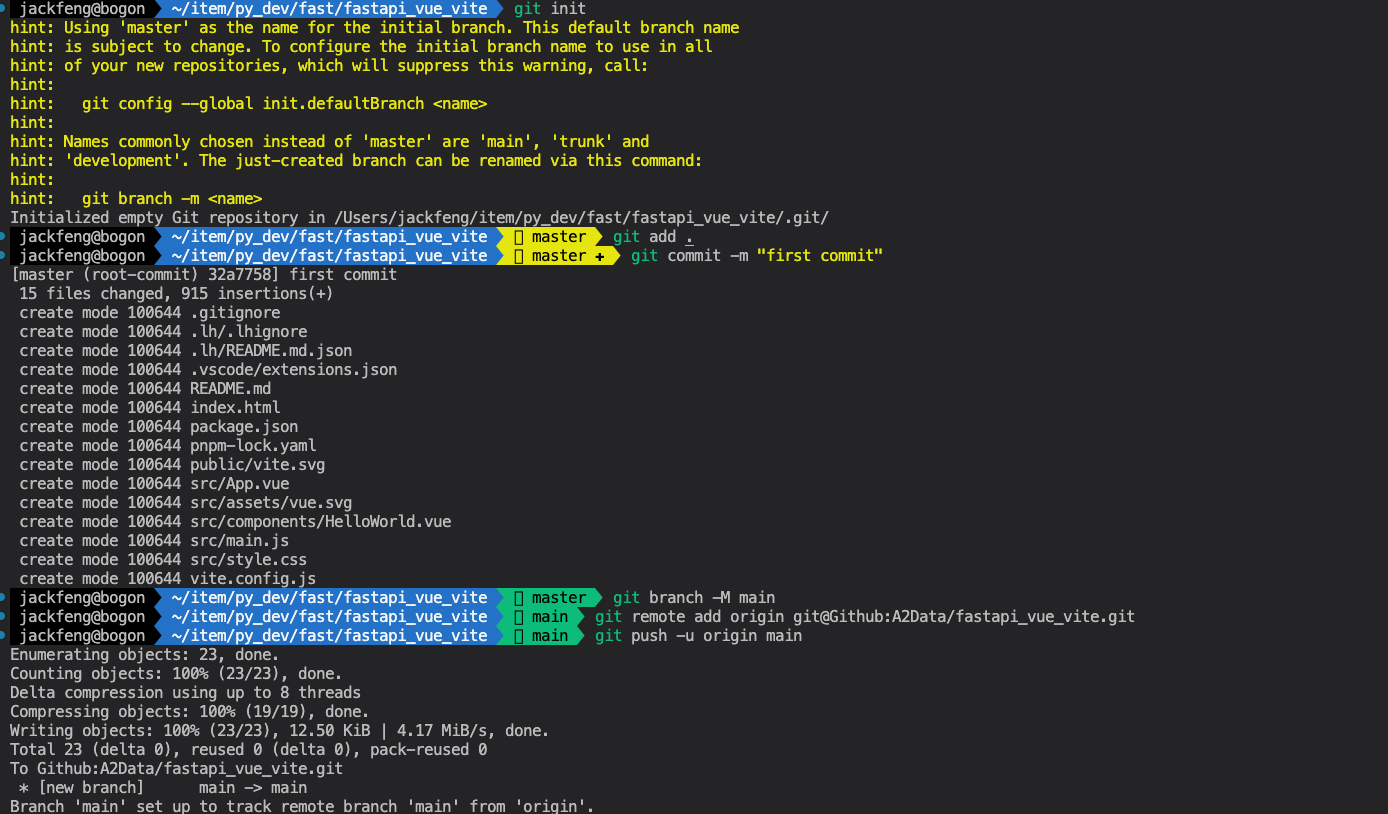 jackfeng@bogon ~/item/py_dev/fast/fastapi_vue_vite git init
hint: Using 'master' as the name for the initial branch. This default branch name
hint: is subject to change. To configure the initial branch name to use in all
hint: of your new repositories, which will suppress this warning, call:
hint:
hint:   git config --global init.defaultBranch <name>
hint:
hint: Names commonly chosen instead of 'master' are 'main', 'trunk' and
hint: 'development'. The just-created branch can be renamed via this command:
hint:
hint:   git branch -m <name>
Initialized empty Git repository in /Users/jackfeng/item/py_dev/fast/fastapi_vue_vite/.git/
jackfeng@bogon ~/item/py_dev/fast/fastapi_vue_vite master git add .
jackfeng@bogon ~/item/py_dev/fast/fastapi_vue_vite master + git commit -m "first commit"
[master (root-commit) 32a7758] first commit
 15 files changed, 915 insertions(+)
 create mode 100644 .gitignore
 create mode 100644 .lh/.lhignore
 create mode 100644 .lh/README.md.json
 create mode 100644 .vscode/extensions.json
 create mode 100644 README.md
 create mode 100644 index.html
 create mode 100644 package.json
 create mode 100644 pnpm-lock.yaml
 create mode 100644 public/vite.svg
 create mode 100644 src/App.vue
 create mode 100644 src/assets/vue.svg
 create mode 100644 src/components/HelloWorld.vue
 create mode 100644 src/main.js
 create mode 100644 src/style.css
 create mode 100644 vite.config.js
jackfeng@bogon ~/item/py_dev/fast/fastapi_vue_vite master git branch -M main
jackfeng@bogon ~/item/py_dev/fast/fastapi_vue_vite main git remote add origin git@Github:A2Data/fastapi_vue_vite.git
jackfeng@bogon ~/item/py_dev/fast/fastapi_vue_vite main git push -u origin main
Enumerating objects: 23, done.
Counting objects: 100% (23/23), done.
Delta compression using up to 8 threads
Compressing objects: 100% (19/19), done.
Writing objects: 100% (23/23), 12.50 KiB | 4.17 MiB/s, done.
Total 23 (delta 0), reused 0 (delta 0), pack-reused 0
To Github:A2Data/fastapi_vue_vite.git
 * [new branch]      main -> main
Branch 'main' set up to track remote branch 'main' from 'origin'.